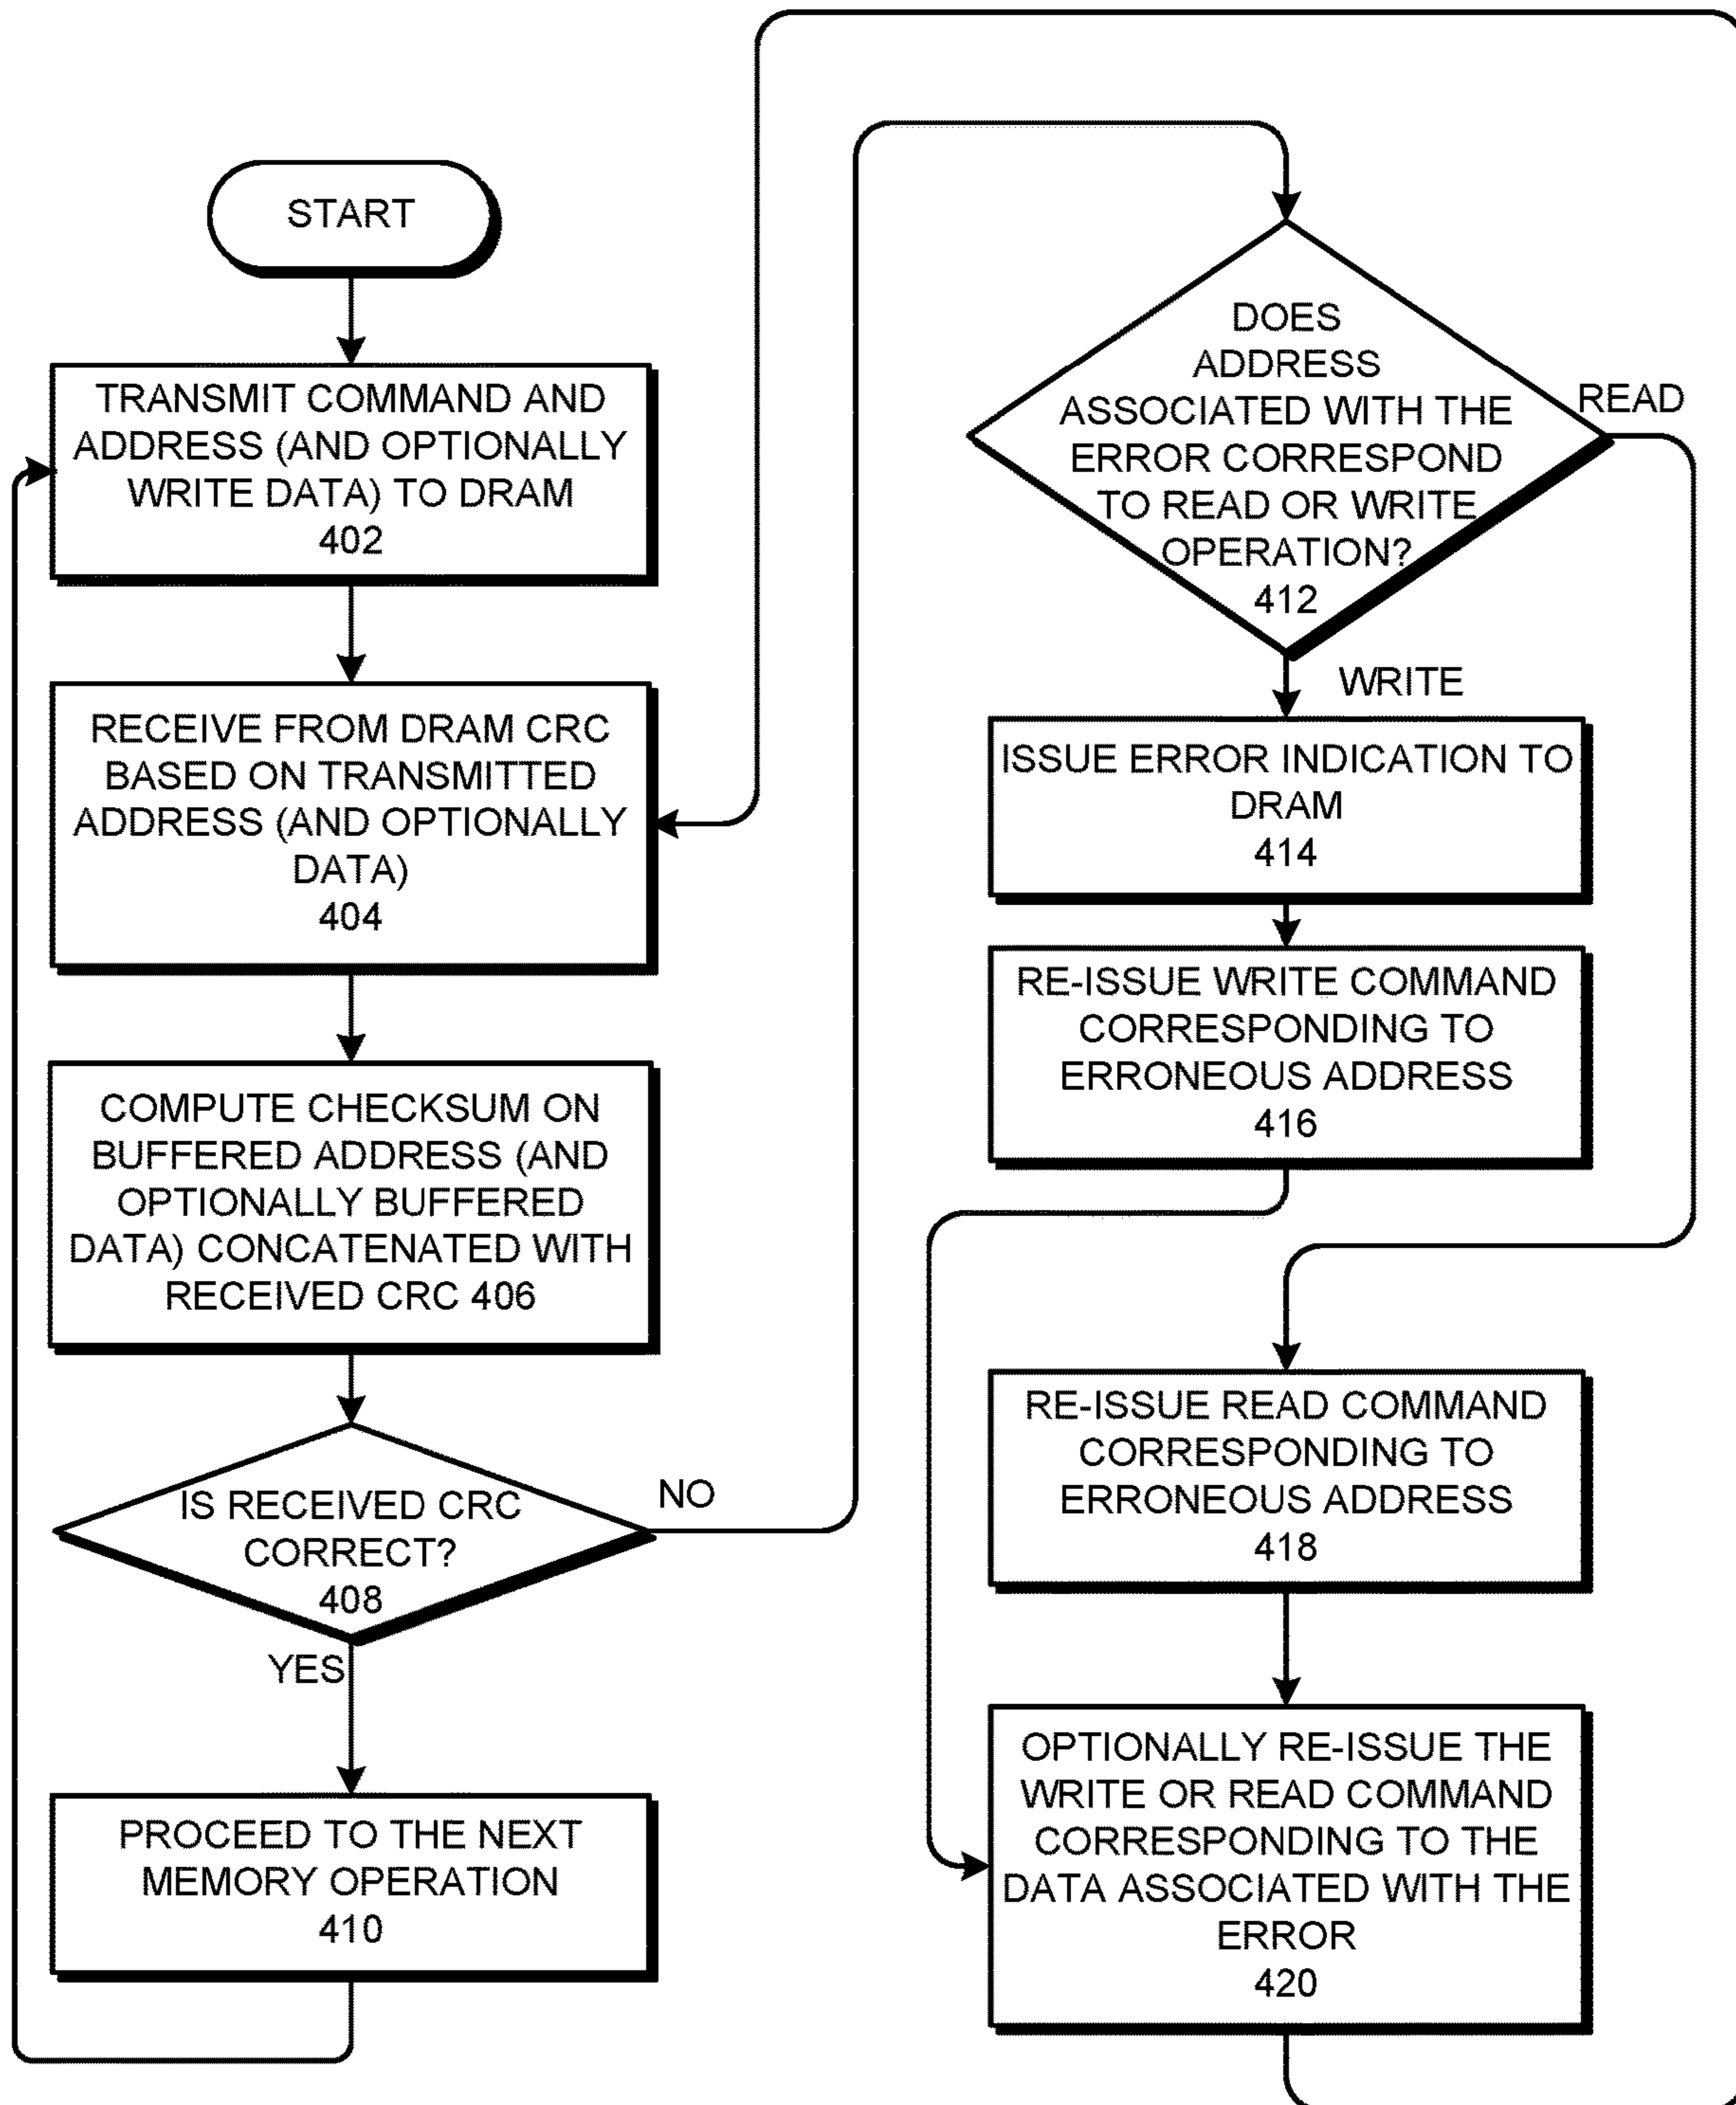 START
TRANSMIT COMMAND AND
ADDRESS (AND OPTIONALLY
WRITE DATA) TO DRAM
402
RECEIVE FROM DRAM CRC
BASED ON TRANSMITTED
ADDRESS (AND OPTIONALLY
DATA)
404
COMPUTE CHECKSUM ON
BUFFERED ADDRESS (AND
OPTIONALLY BUFFERED
DATA) CONCATENATED WITH
RECEIVED CRC 406
IS RECEIVED CRC
CORRECT?
408
NO
YES
PROCEED TO THE NEXT
MEMORY OPERATION
410
DOES
ADDRESS
ASSOCIATED WITH THE
ERROR CORRESPOND
TO READ OR WRITE
OPERATION?
412
READ
WRITE
ISSUE ERROR INDICATION TO
DRAM
414
RE-ISSUE WRITE COMMAND
CORRESPONDING TO
ERRONEOUS ADDRESS
416
RE-ISSUE READ COMMAND
CORRESPONDING TO
ERRONEOUS ADDRESS
418
OPTIONALLY RE-ISSUE THE
WRITE OR READ COMMAND
CORRESPONDING TO THE
DATA ASSOCIATED WITH THE
ERROR
420